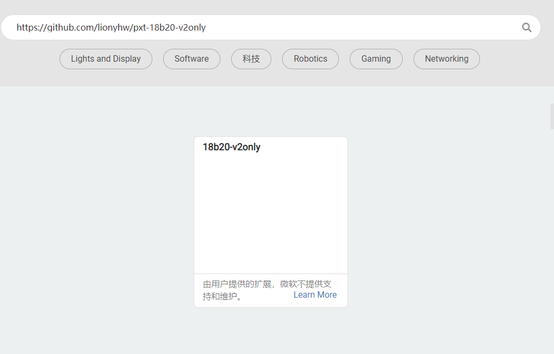 https://github.com/lionyhw/pxt-18b20-v2only
Lights and Display
Software
科技
Robotics
Gaming
Networking
18b20-v2only
由用户提供的扩展，微软不提供支
持和维护。
Learn More